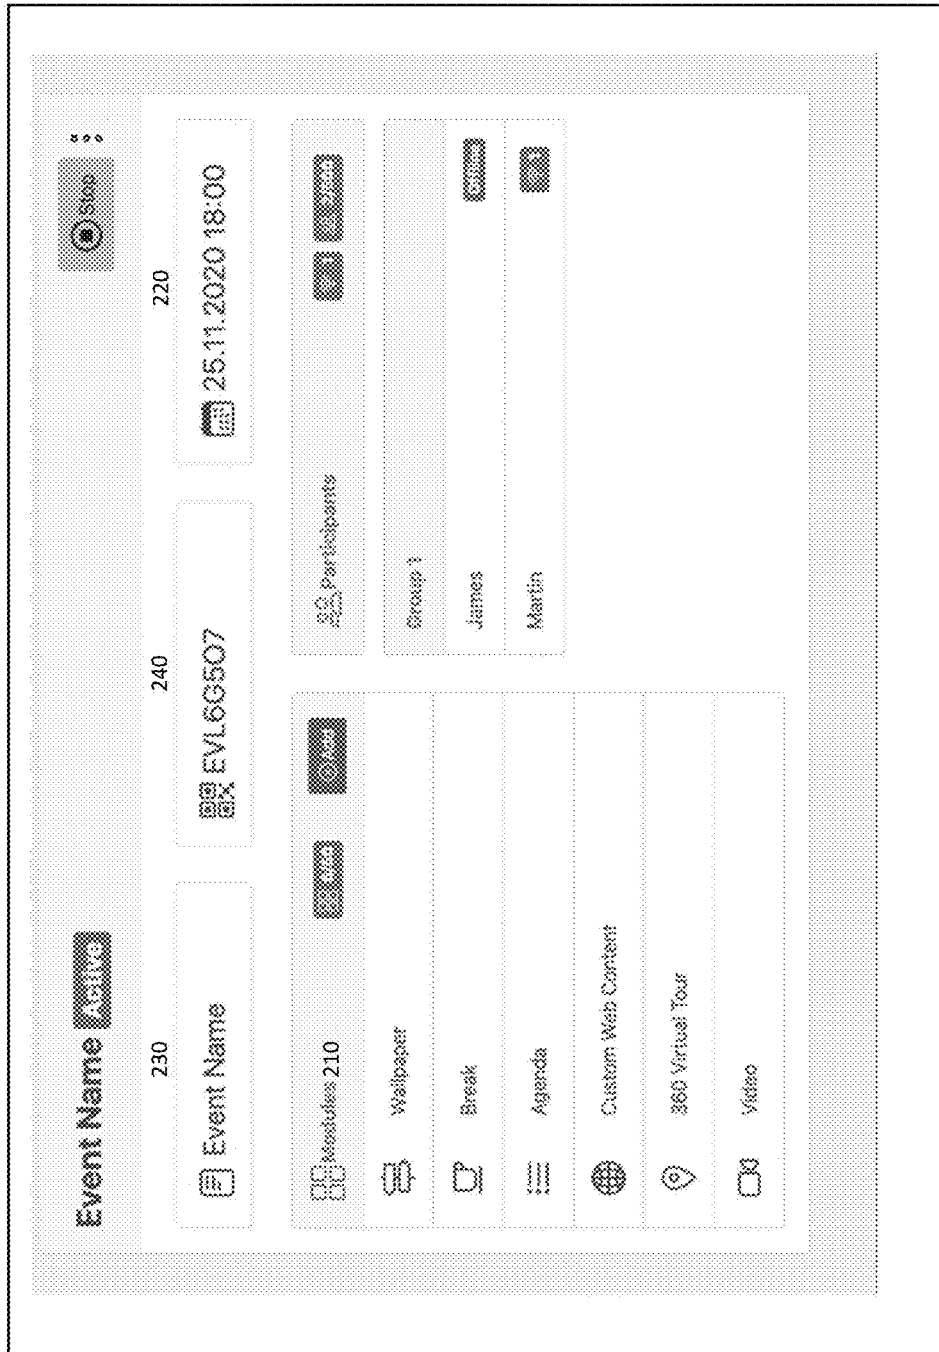 Event Name Active
Stop
230
240
220
Event Name
EVL6G5O7
25.11.2020 18:00
Modules 210
Wallpaper
Break
Agenda
Custom Web Content
360 Virtual Tour
Video
Participants
Group 1
James
Martin